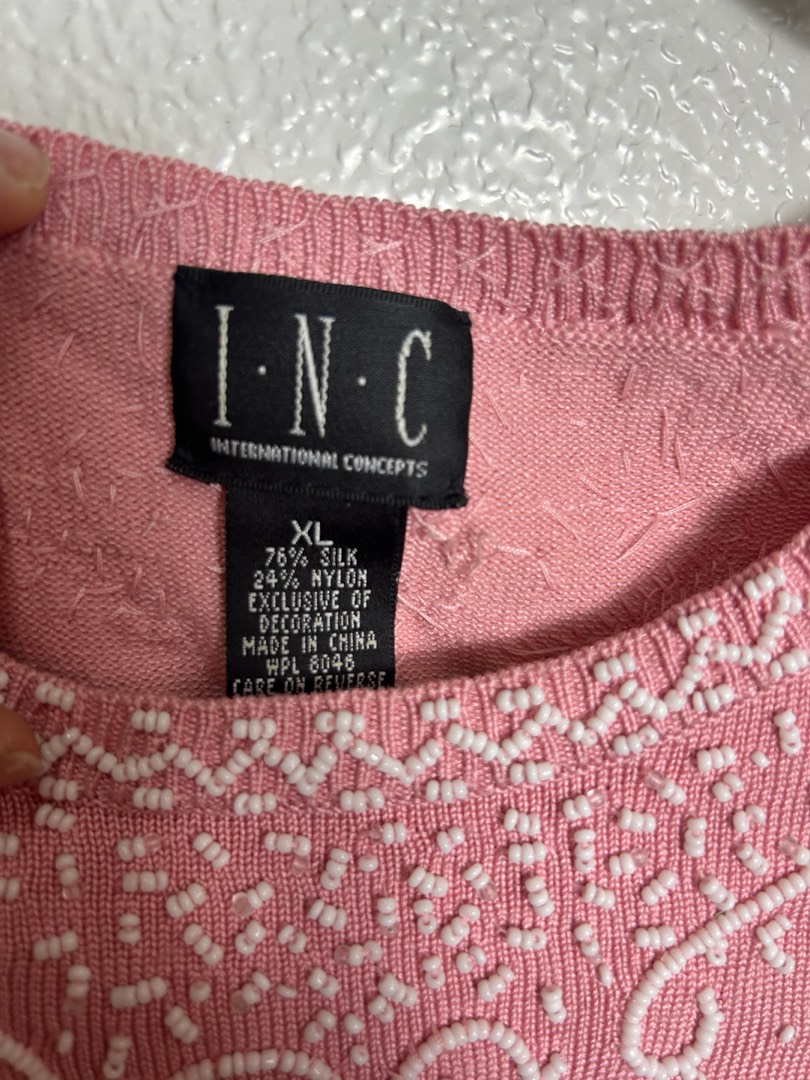 I·N·C
INTERNATIONAL CONCEPTS
XL
76% SILK
24% NYLON
EXCLUSIVE OF
DECORATION
MADE IN CHINA
WPL 8046
CARE ON REVERSE